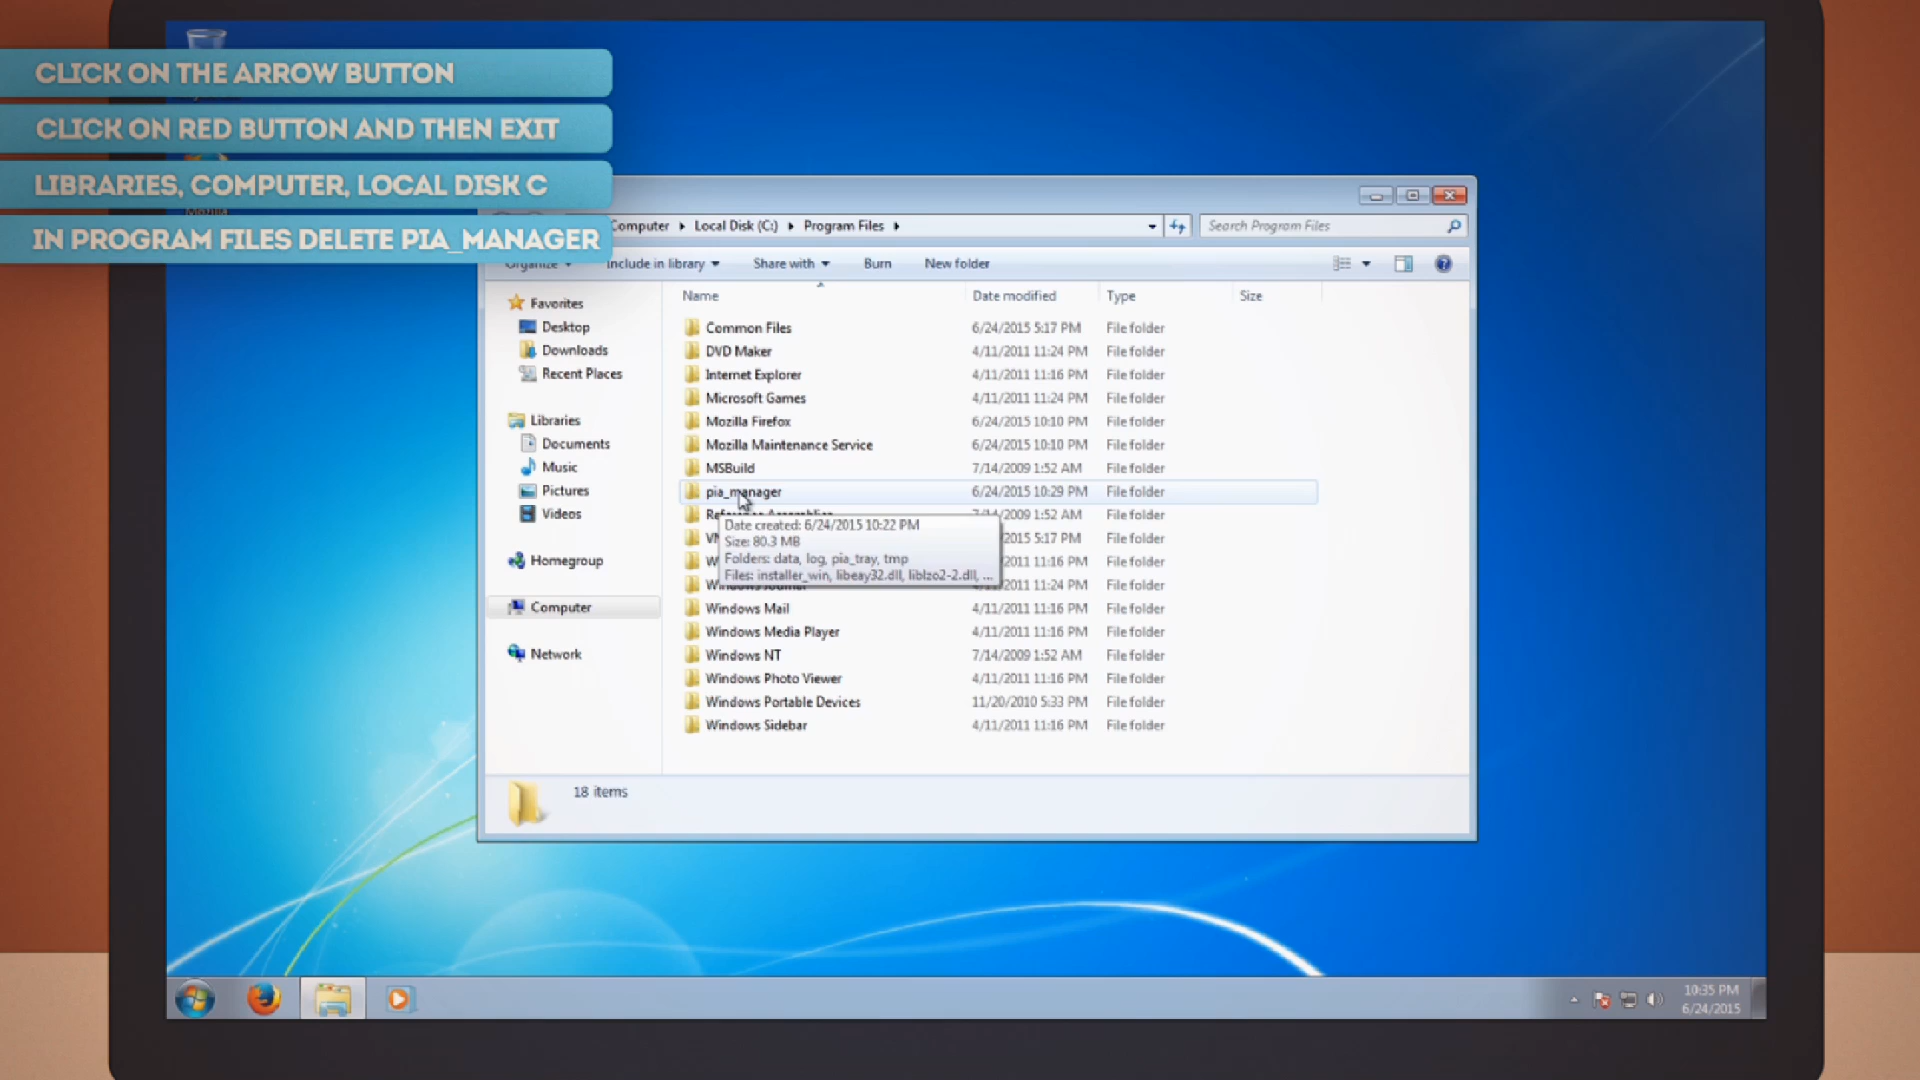 CLICK ON THE ARROW BUTTON
CLICK ON RED BUTTON AND THEN EXIT
LIBRARIES, COMPUTER, LOCAL DISK C
IN PROGRAM FILES DELETE PIA_MANAGER
Computer Local Disk (C:) Program Files
Search Program Files
Organize Include in library Share with Burn New folder
Name Date modified Type Size
Favorites
Desktop
Downloads
Recent Places
Libraries
Documents
Music
Pictures
Videos
Homegroup
Computer
Network
Common Files 6/24/2015 5:17 PM File folder
DVD Maker 4/11/2011 11:24 PM File folder
Internet Explorer 4/11/2011 11:16 PM File folder
Microsoft Games 4/11/2011 11:24 PM File folder
Mozilla Firefox 6/24/2015 10:10 PM File folder
Mozilla Maintenance Service 6/24/2015 10:10 PM File folder
MSBuild 7/14/2009 1:52 AM File folder
pia_manager 6/24/2015 10:29 PM File folder
7/14/2009 1:52 AM File folder
5:17 PM File folder
11:16 PM File folder
11:24 PM File folder
Date created: 6/24/2015 10:22 PM
Size: 80.3 MB
Folders: data, log, pia_tray, tmp
Files: installer_win, libeay32.dll, liblzo2-2.dll, ...
Windows Mail 4/11/2011 11:16 PM File folder
Windows Media Player 4/11/2011 11:16 PM File folder
Windows NT 7/14/2009 1:52 AM File folder
Windows Photo Viewer 4/11/2011 11:16 PM File folder
Windows Portable Devices 11/20/2010 5:33 PM File folder
Windows Sidebar 4/11/2011 11:16 PM File folder
18 items
10:35 PM
6/24/2015